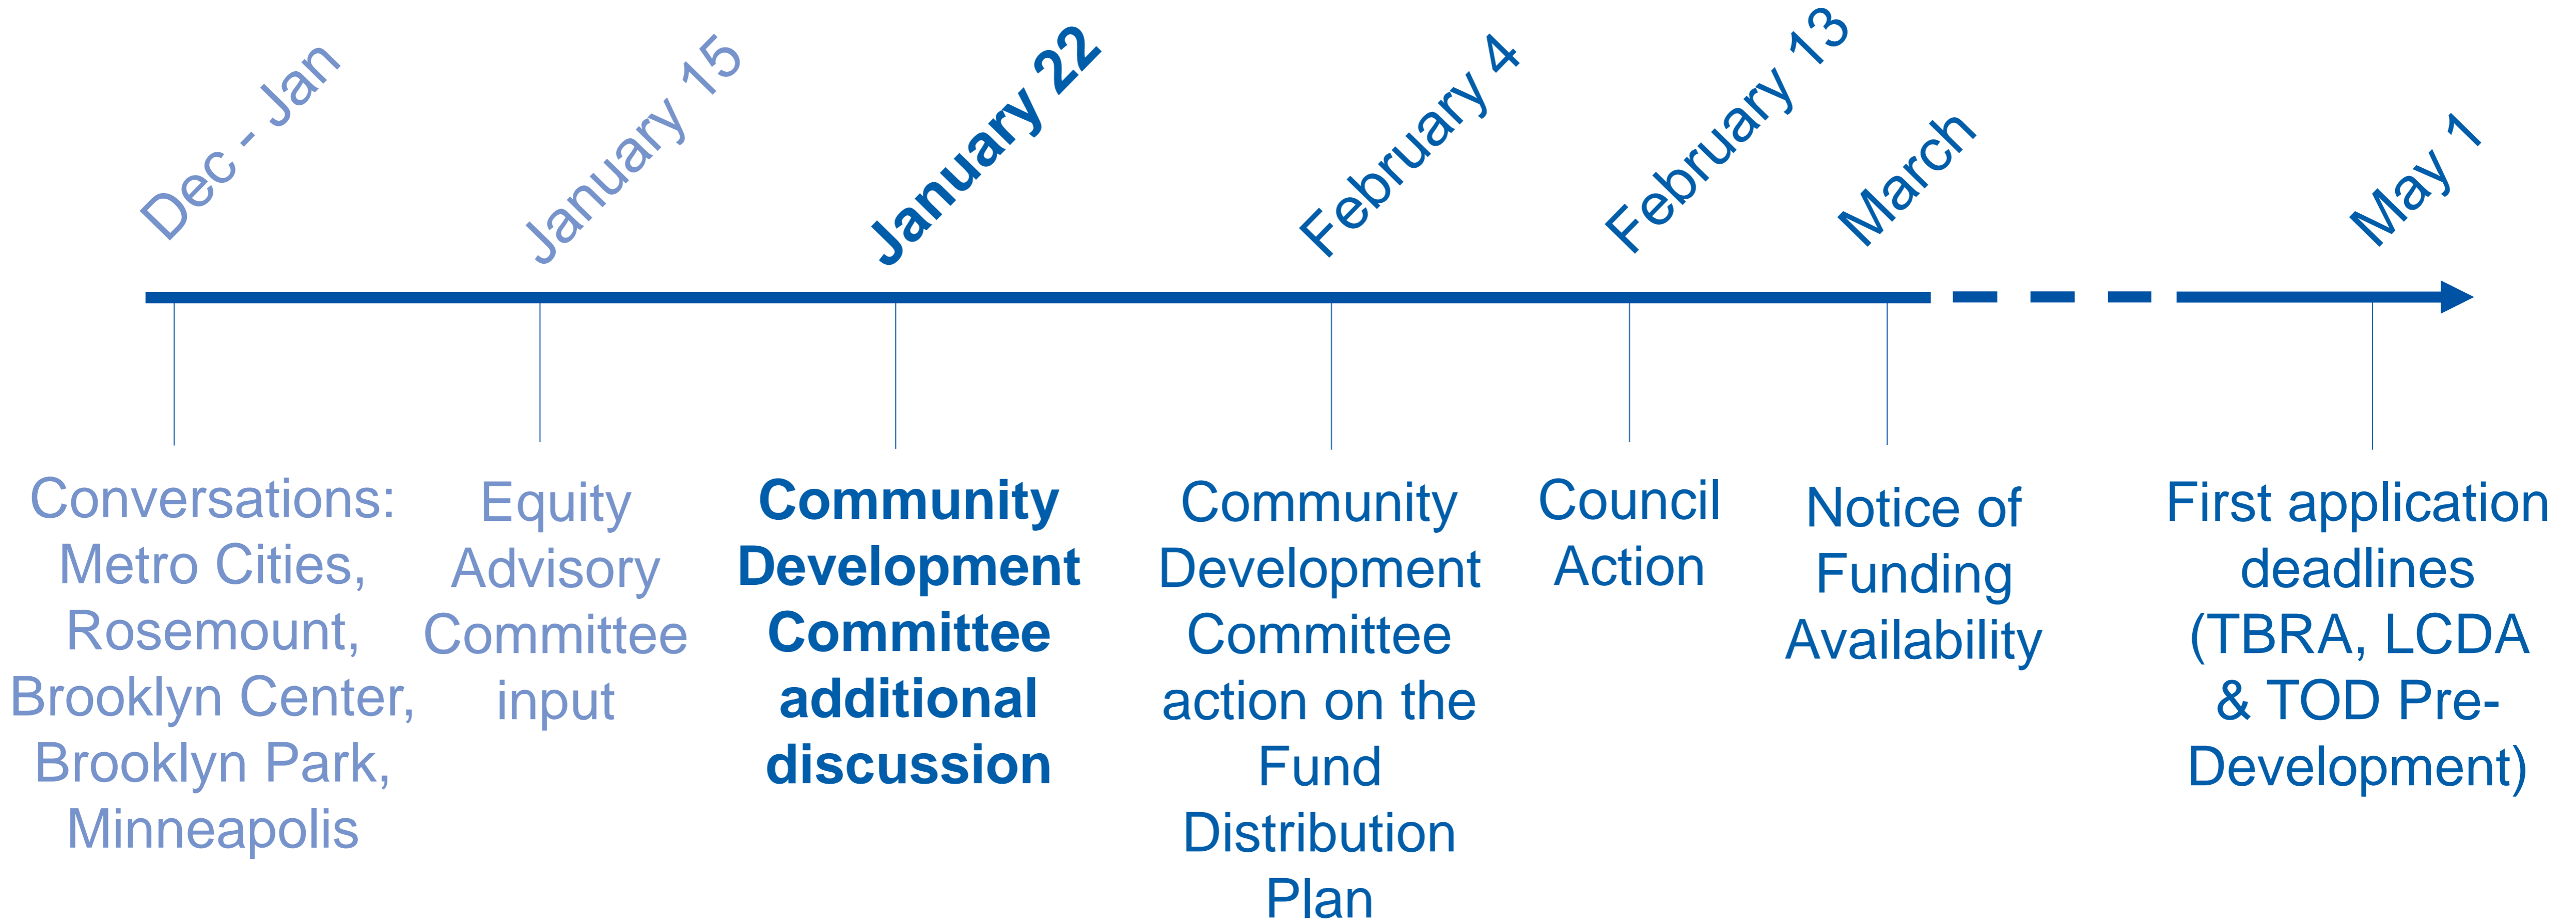 Dec - Jan
January 15
January 22
February 4
February 13
March
May 1
Conversations:
Metro Cities,
Rosemount,
Brooklyn Center,
Brooklyn Park,
Minneapolis
Equity
Advisory
Committee
input
Community
Development
Committee
additional
discussion
Community
Development
Committee
action on the
Fund
Distribution
Plan
Council
Action
Notice of
Funding
Availability
First application
deadlines
(TBRA, LCDA
& TOD Pre-
Development)